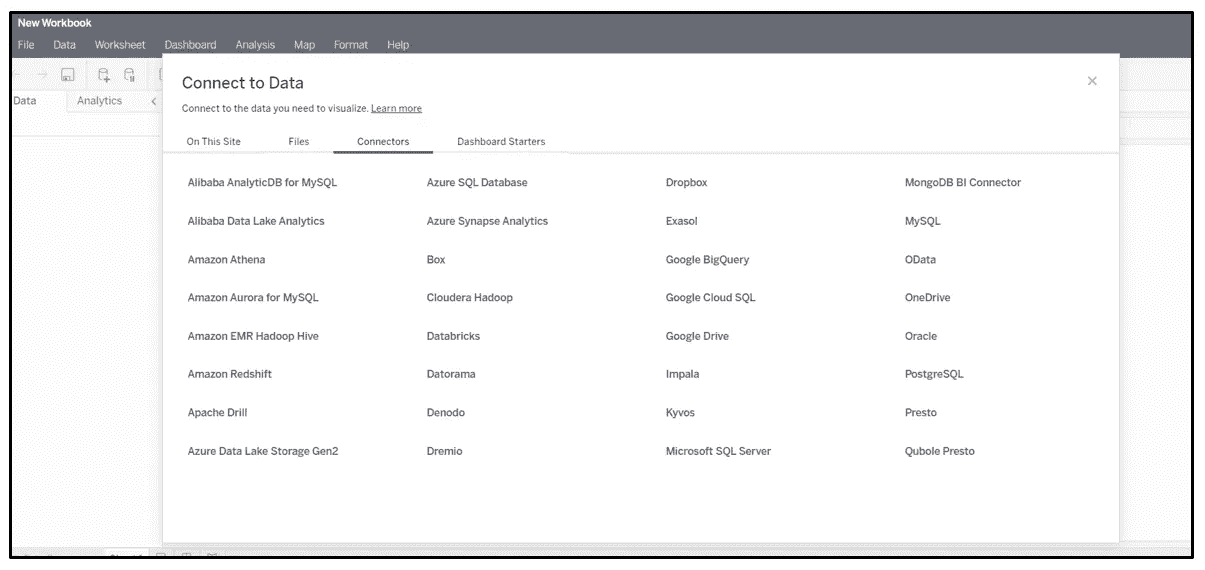 New Workbook
File Data Worksheet Dashboard Analysis Map Format Help
Connect to Data
Connect to the data you need to visualize. Learn more
Data Analytics
On This Site Files Connectors Dashboard Starters
Alibaba AnalyticDB for MySQL Azure SQL Database Dropbox MongoDB BI Connector
Alibaba Data Lake Analytics Azure Synapse Analytics Exasol MySQL
Amazon Athena Box Google BigQuery OData
Amazon Aurora for MySQL Cloudera Hadoop Google Cloud SQL OneDrive
Amazon EMR Hadoop Hive Databricks Google Drive Oracle
Amazon Redshift Datorama Impala PostgreSQL
Apache Drill Denodo Kyvos Presto
Azure Data Lake Storage Gen2 Dremio Microsoft SQL Server Qubole Presto